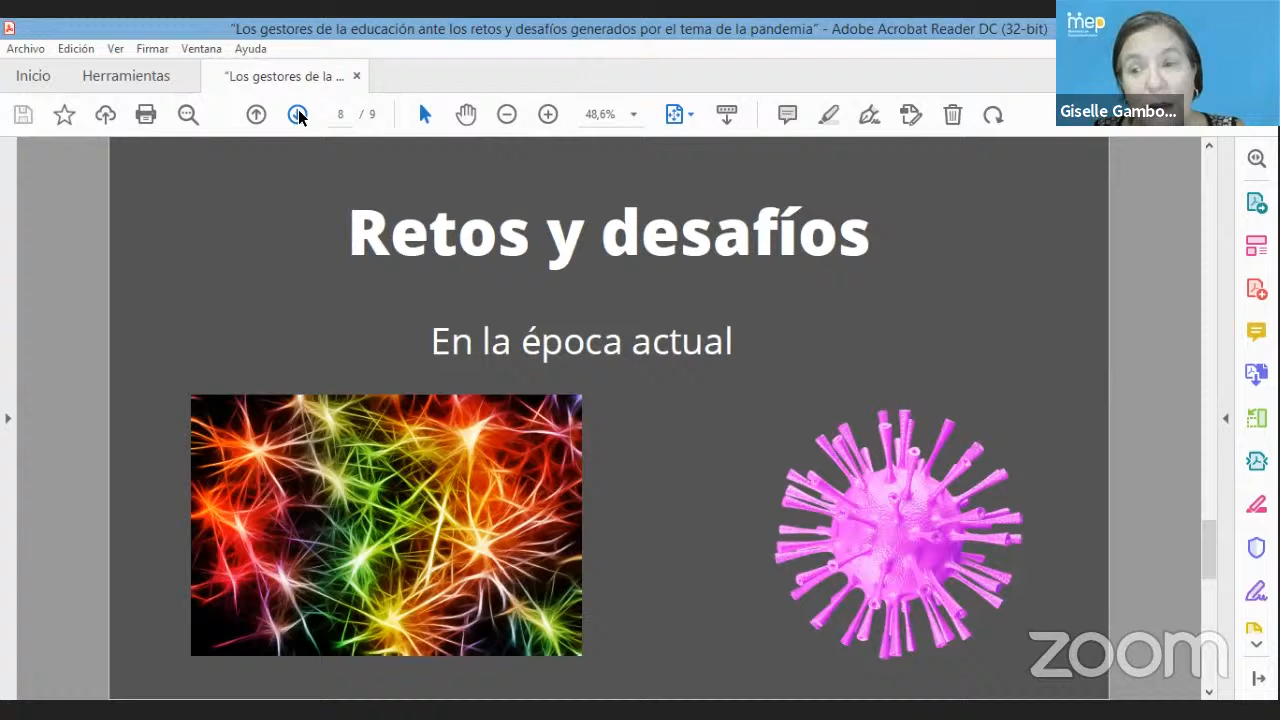 "Los gestores de la educación ante los retos y desafíos generados por el tema de la pandemia" - Adobe Acrobat Reader DC (32-bit)
Archivo Edición Ver Firmar Ventana Ayuda
Inicio Herramientas "Los gestores de la ... ×
8 / 9 48,6%
mep
Giselle Gambo...
Retos y desafíos
En la época actual
zoom